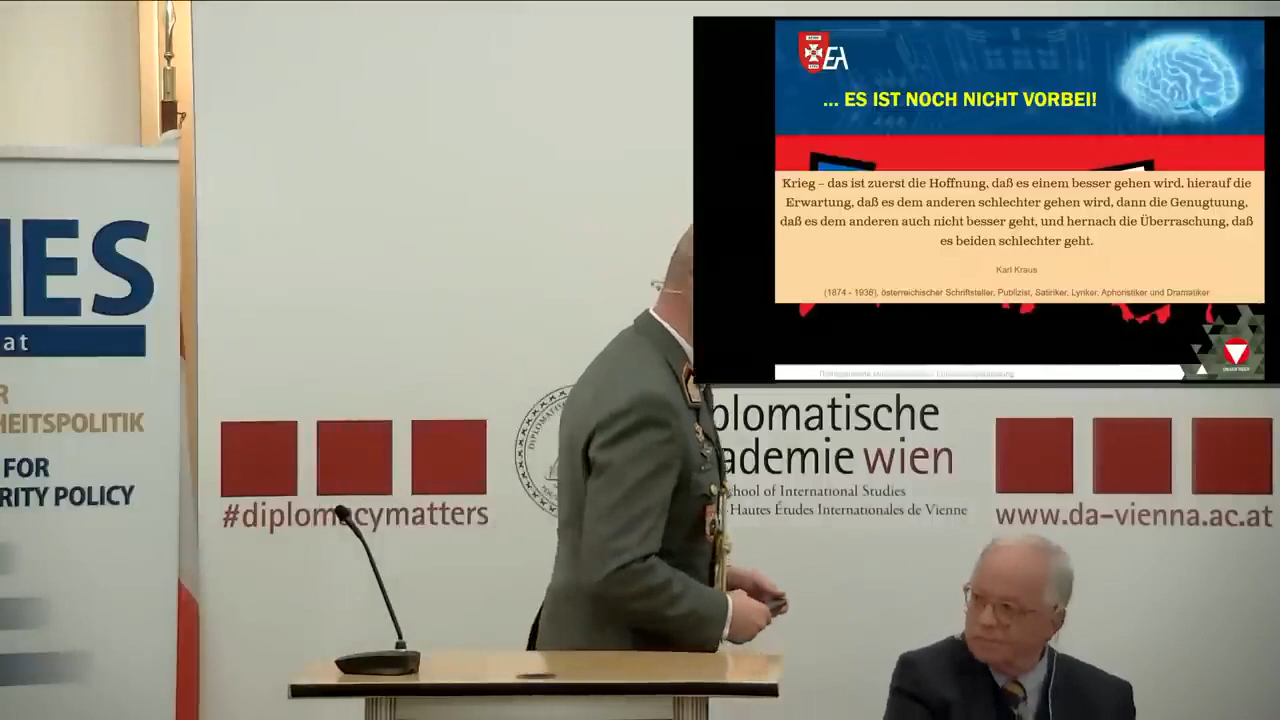 ... ES IST NOCH NICHT VORBEI!
Krieg – das ist zuerst die Hoffnung, daß es einem besser gehen wird, hierauf die
Erwartung, daß es dem anderen schlechter gehen wird, dann die Genugtuung,
daß es dem anderen auch nicht besser geht, und hernach die Überraschung, daß
es beiden schlechter geht.
Karl Kraus
(1874 - 1936), österreichischer Schriftsteller, Publizist, Satiriker, Lyriker, Aphoristiker und Dramatiker
IES
at
R
HEITSPOLITIK
FOR
RITY POLICY
#diplomacymatters
plomatische
ademie wien
chool of International Studies
Hautes Études Internationales de Vienne
www.da-vienna.ac.at